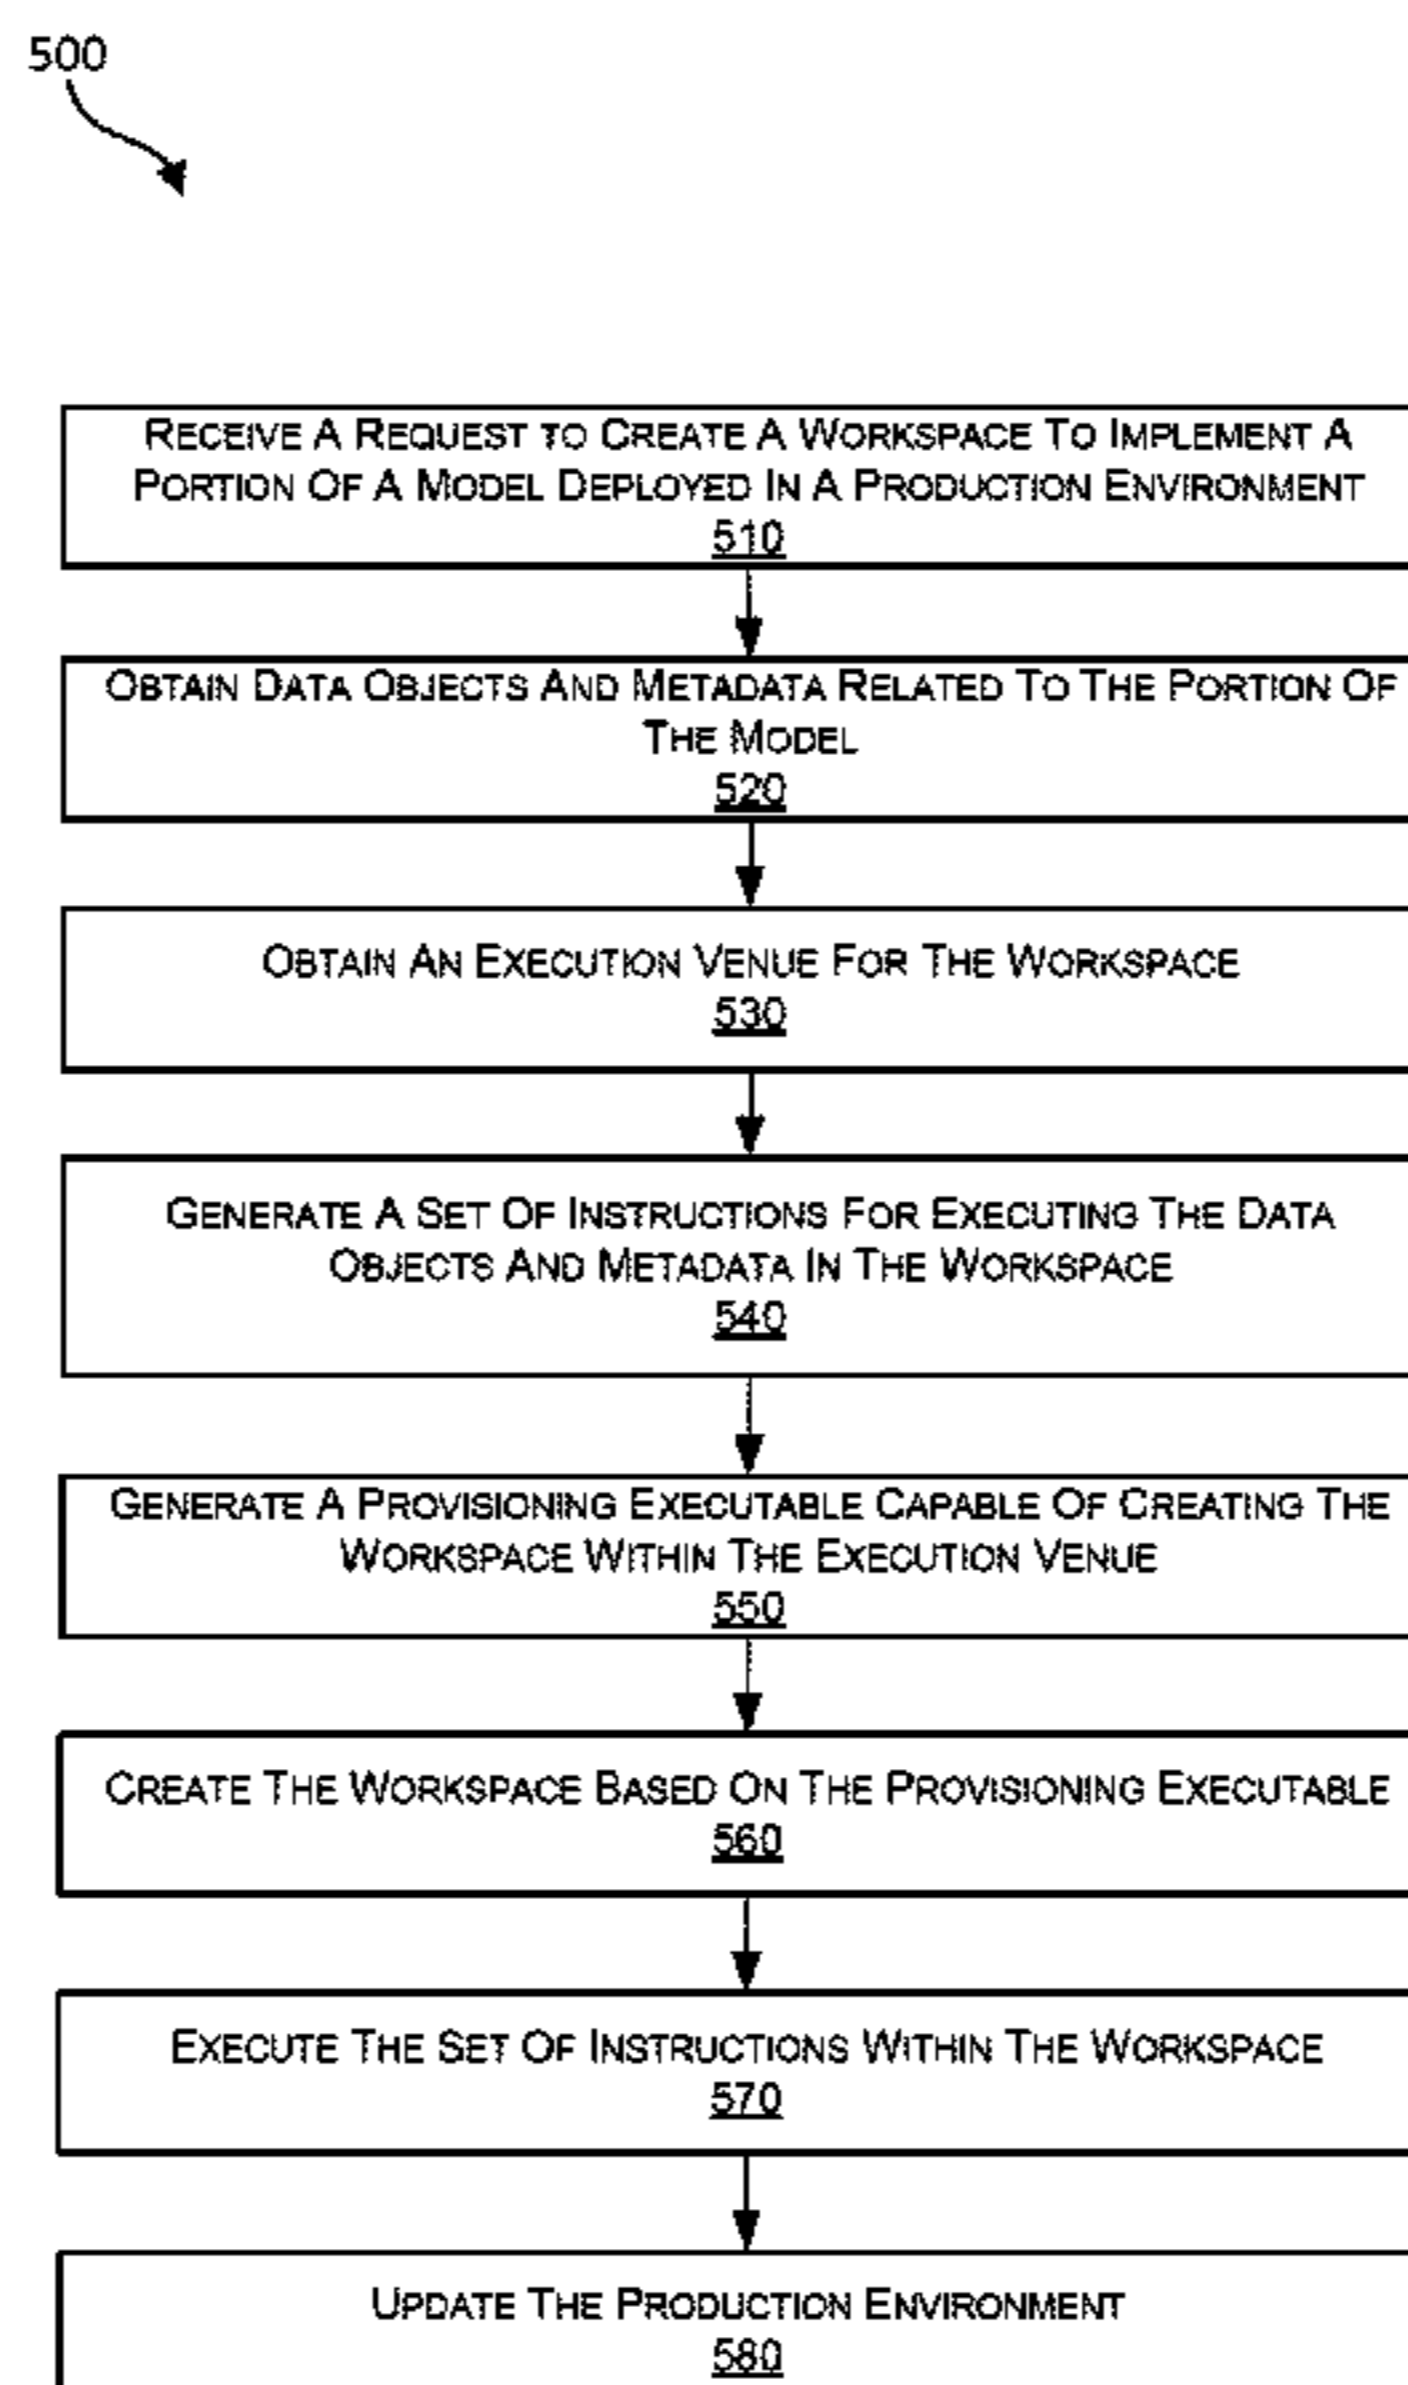 500
RECEIVE A REQUEST TO CREATE A WORKSPACE TO IMPLEMENT A
PORTION OF A MODEL DEPLOYED IN A PRODUCTION ENVIRONMENT
510
OBTAIN DATA OBJECTS AND METADATA RELATED TO THE PORTION OF
THE MODEL
520
OBTAIN AN EXECUTION VENUE FOR THE WORKSPACE
530
GENERATE A SET OF INSTRUCTIONS FOR EXECUTING THE DATA
OBJECTS AND METADATA IN THE WORKSPACE
540
GENERATE A PROVISIONING EXECUTABLE CAPABLE OF CREATING THE
WORKSPACE WITHIN THE EXECUTION VENUE
550
CREATE THE WORKSPACE BASED ON THE PROVISIONING EXECUTABLE
560
EXECUTE THE SET OF INSTRUCTIONS WITHIN THE WORKSPACE
570
UPDATE THE PRODUCTION ENVIRONMENT
580